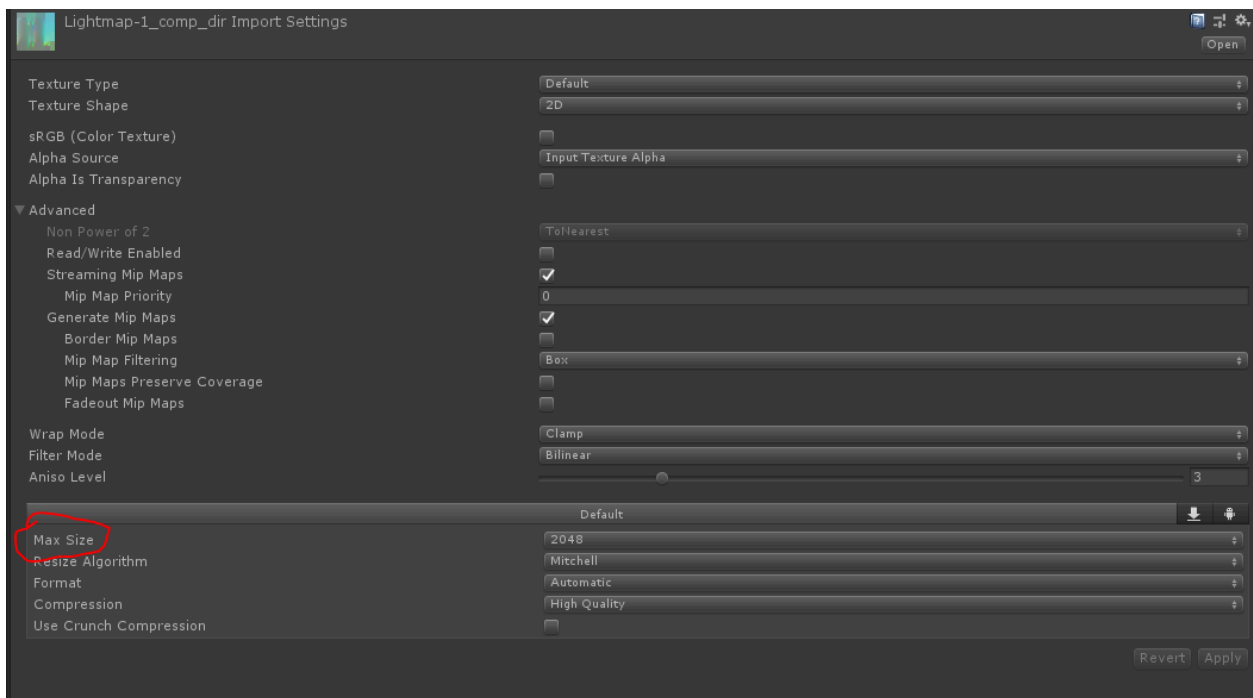 Lightmap-1_comp_dir Import Settings
Open
Texture Type Default
Texture Shape 2D
sRGB (Color Texture)
Alpha Source Input Texture Alpha
Alpha Is Transparency
Advanced
Non Power of 2 ToNearest
Read/Write Enabled
Streaming Mip Maps
Mip Map Priority 0
Generate Mip Maps
Border Mip Maps
Mip Map Filtering Box
Mip Maps Preserve Coverage
Fadeout Mip Maps
Wrap Mode Clamp
Filter Mode Bilinear
Aniso Level 3
Default
Max Size 2048
Resize Algorithm Mitchell
Format Automatic
Compression High Quality
Use Crunch Compression
Revert Apply